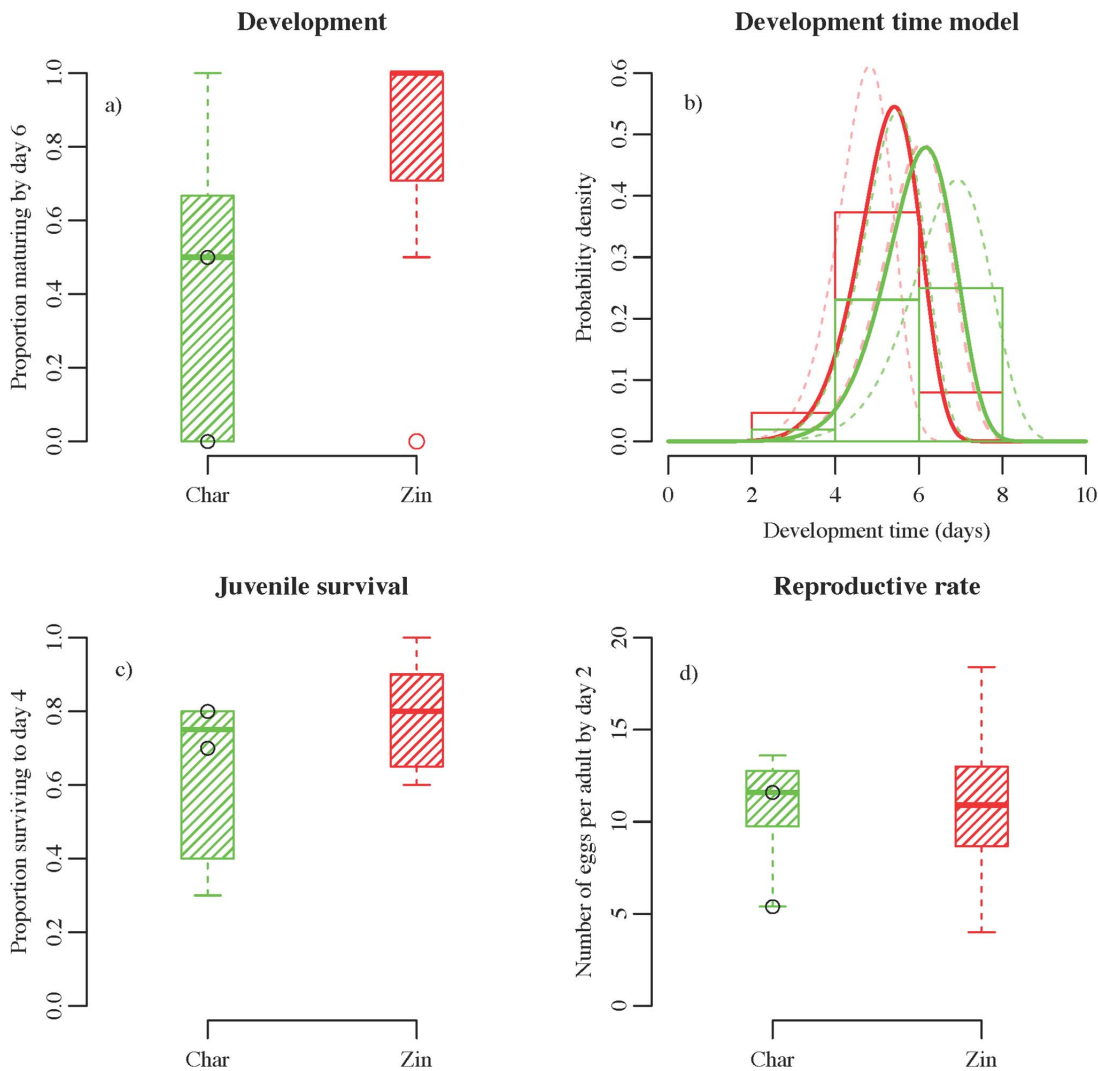 Development
a)
Proportion maturing by day 6
0.0 0.2 0.4 0.6 0.8 1.0
Char Zin
Development time model
b)
Probability density
0.0 0.1 0.2 0.3 0.4 0.5 0.6
0 2 4 6 8 10
Development time (days)
Juvenile survival
c)
Proportion surviving to day 4
0.0 0.2 0.4 0.6 0.8 1.0
Char Zin
Reproductive rate
d)
Number of eggs per adult by day 2
0 5 10 15 20
Char Zin